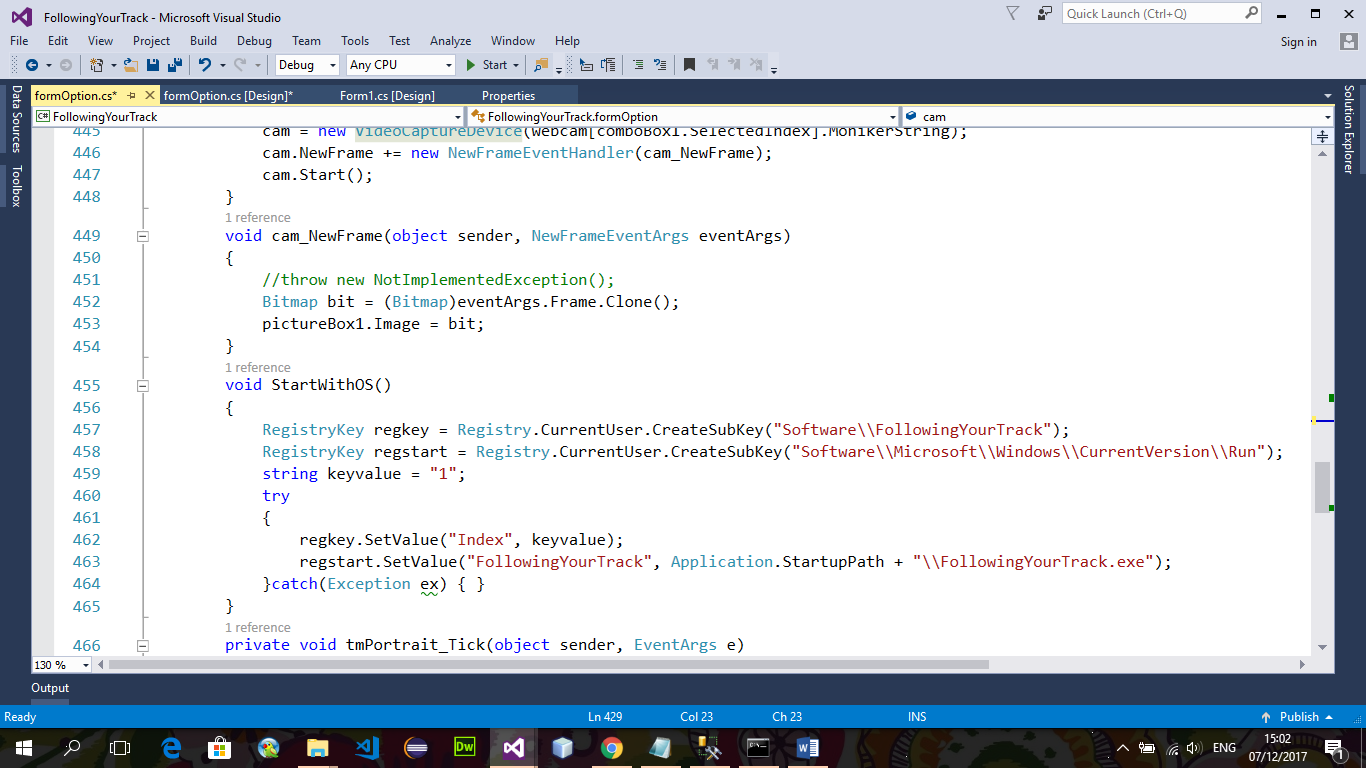 FollowingYourTrack - Microsoft Visual Studio
Quick Launch (Ctrl+Q)
File Edit View Project Build Debug Team Tools Test Analyze Window Help
Sign in
Debug Any CPU Start
formOption.cs* formOption.cs [Design]* Form1.cs [Design] Properties
FollowingYourTrack FollowingYourTrack.formOption cam
Data Sources
Toolbox
Solution Explorer
445 cam = new VideoCaptureDevice(webcam[comboBox1.SelectedIndex].MonikerString);
446 cam.NewFrame += new NewFrameEventHandler(cam_NewFrame);
447 cam.Start();
448 }
1 reference
449 void cam_NewFrame(object sender, NewFrameEventArgs eventArgs)
450 {
451 //throw new NotImplementedException();
452 Bitmap bit = (Bitmap)eventArgs.Frame.Clone();
453 pictureBox1.Image = bit;
454 }
1 reference
455 void StartWithOS()
456 {
457 RegistryKey regkey = Registry.CurrentUser.CreateSubKey("Software\\FollowingYourTrack");
458 RegistryKey regstart = Registry.CurrentUser.CreateSubKey("Software\\Microsoft\\Windows\\CurrentVersion\\Run");
459 string keyvalue = "1";
460 try
461 {
462 regkey.SetValue("Index", keyvalue);
463 regstart.SetValue("FollowingYourTrack", Application.StartupPath + "\\FollowingYourTrack.exe");
464 }catch(Exception ex) { }
465 }
1 reference
466 private void tmPortrait_Tick(object sender, EventArgs e)
130 %
Output
Ready Ln 429 Col 23 Ch 23 INS Publish
Dw
ENG 15:02
07/12/2017
1